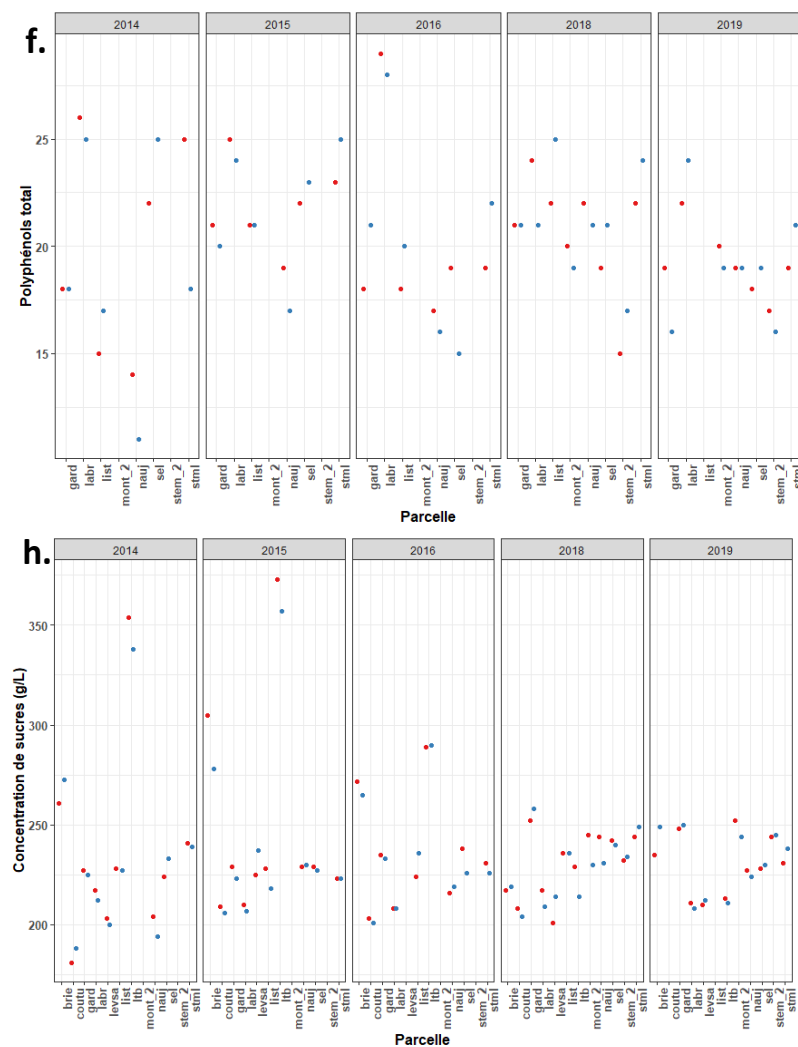 f.
2014 2015 2016 2018 2019
Polyphénols total
25
20
15
gard labr list mont_2 nauj sel stem_2 stml gard labr list mont_2 nauj sel stem_2 stml gard labr list mont_2 nauj sel stem_2 stml gard labr list mont_2 nauj sel stem_2 stml gard labr list mont_2 nauj sel stem_2 stml
Parcelle
h.
2014 2015 2016 2018 2019
Concentration de sucres (g/L)
350
300
250
200
brie coutu gard labr levsa list ltb mont_2 nauj sel stem_2 stml brie coutu gard labr levsa list ltb mont_2 nauj sel stem_2 stml brie coutu gard labr levsa list ltb mont_2 nauj sel stem_2 stml brie coutu gard labr levsa list ltb mont_2 nauj sel stem_2 stml brie coutu gard labr levsa list ltb mont_2 nauj sel stem_2 stml
Parcelle